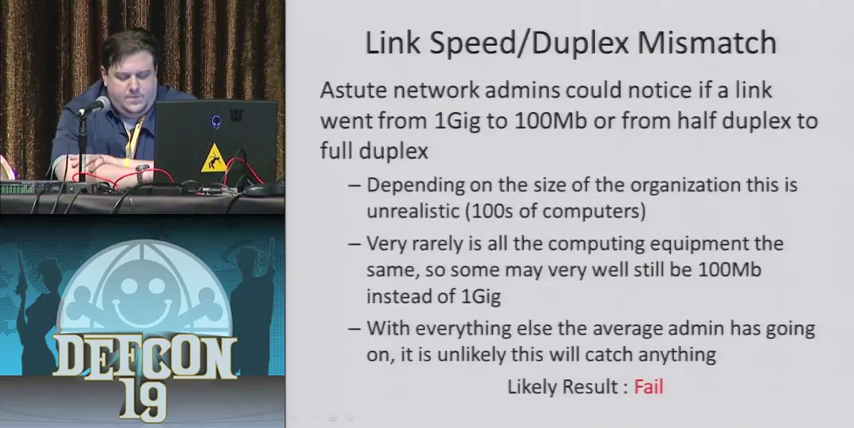 Link Speed/Duplex Mismatch
Astute network admins could notice if a link
went from 1Gig to 100Mb or from half duplex to
full duplex
– Depending on the size of the organization this is
unrealistic (100s of computers)
– Very rarely is all the computing equipment the
same, so some may very well still be 100Mb
instead of 1Gig
– With everything else the average admin has going
on, it is unlikely this will catch anything
Likely Result : Fail
DEFCON
19